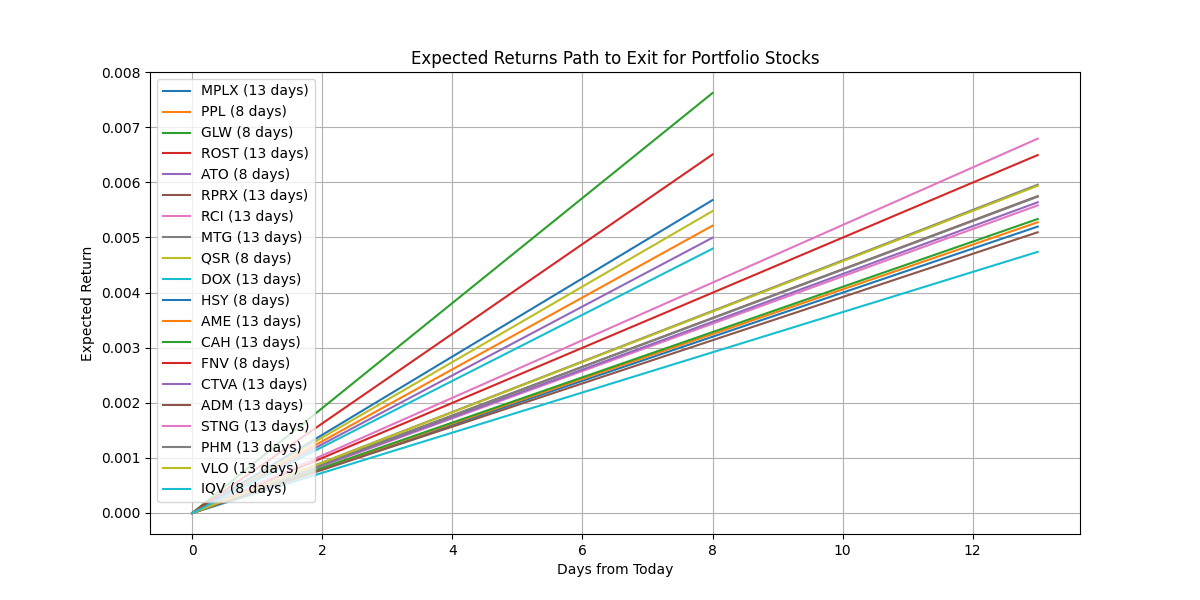 Expected Returns Path to Exit for Portfolio Stocks
0.008
0.007
0.006
0.005
0.004
0.003
0.002
0.001
0.000
Expected Return
MPLX (13 days)
PPL (8 days)
GLW (8 days)
ROST (13 days)
ATO (8 days)
RPRX (13 days)
RCI (13 days)
MTG (13 days)
QSR (8 days)
DOX (13 days)
HSY (8 days)
AME (13 days)
CAH (13 days)
FNV (8 days)
CTVA (13 days)
ADM (13 days)
STNG (13 days)
PHM (13 days)
VLO (13 days)
IQV (8 days)
0 2 4 6 8 10 12
Days from Today